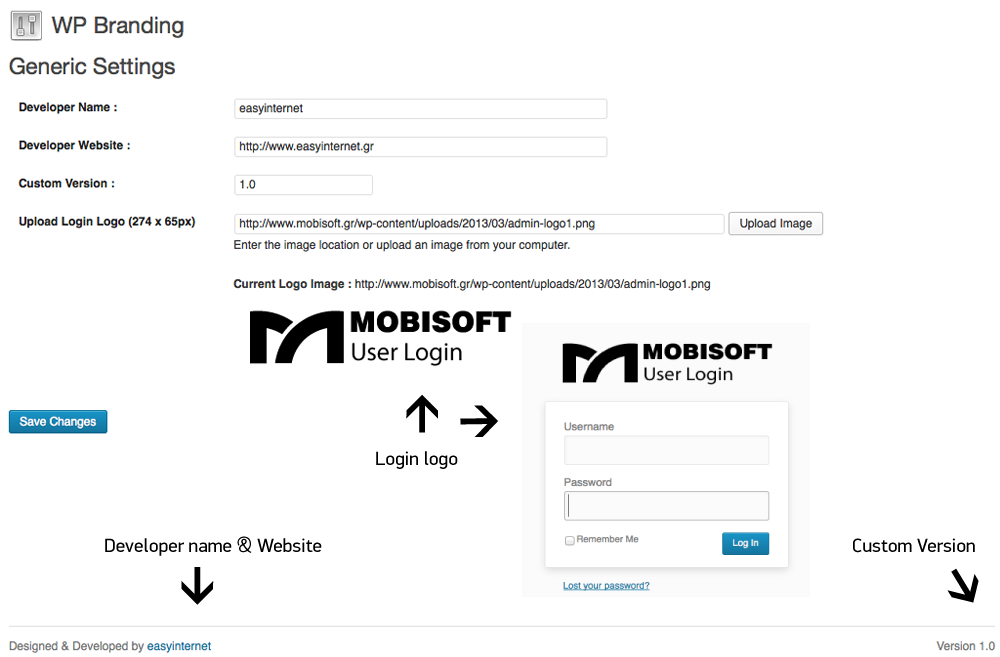 WP Branding
Generic Settings
Developer Name :
easyinternet
Developer Website :
http://www.easyinternet.gr
Custom Version :
1.0
Upload Login Logo (274 x 65px)
http://www.mobisoft.gr/wp-content/uploads/2013/03/admin-logo1.png
Upload Image
Enter the image location or upload an image from your computer.
Current Logo Image : http://www.mobisoft.gr/wp-content/uploads/2013/03/admin-logo1.png
MOBISOFT
User Login
MOBISOFT
User Login
Save Changes
Login logo
Username
Password
Remember Me
Log In
Lost your password?
Developer name & Website
Custom Version
Designed & Developed by easyinternet
Version 1.0